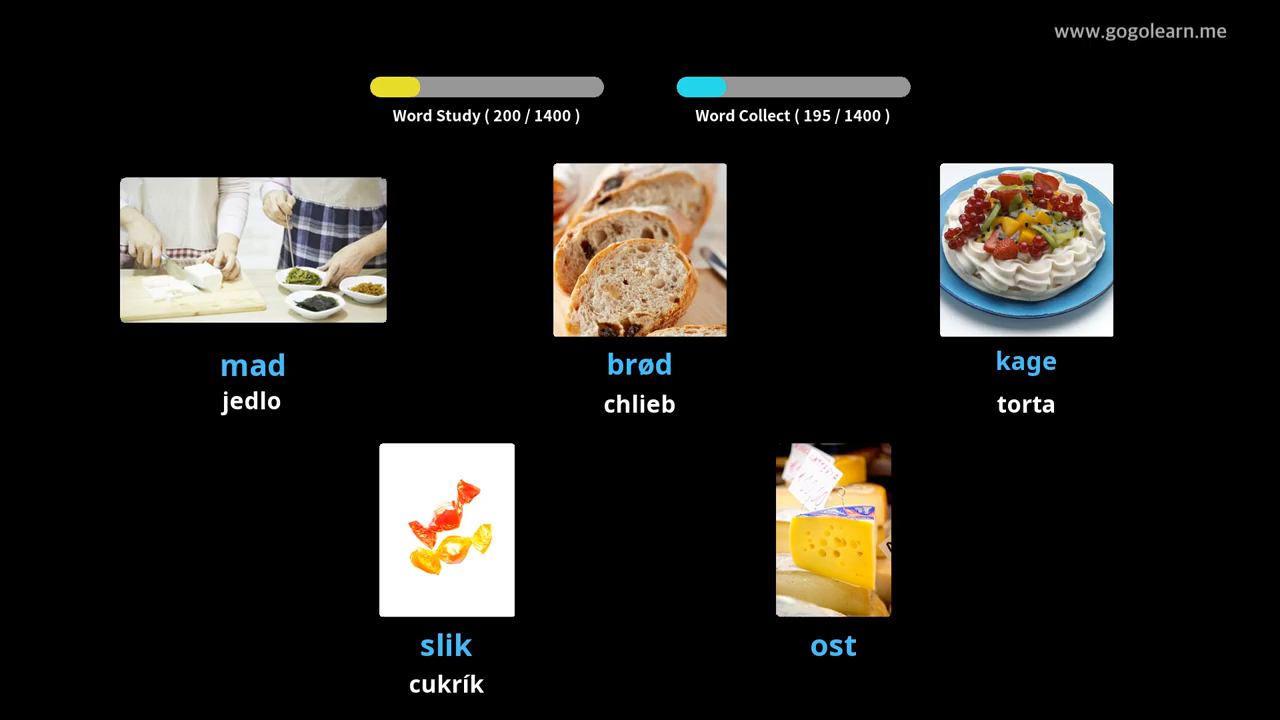 www.gogolearn.me
Word Study ( 200 / 1400 )
Word Collect ( 195 / 1400 )
mad
jedlo
brød
chlieb
kage
torta
slik
cukrík
ost